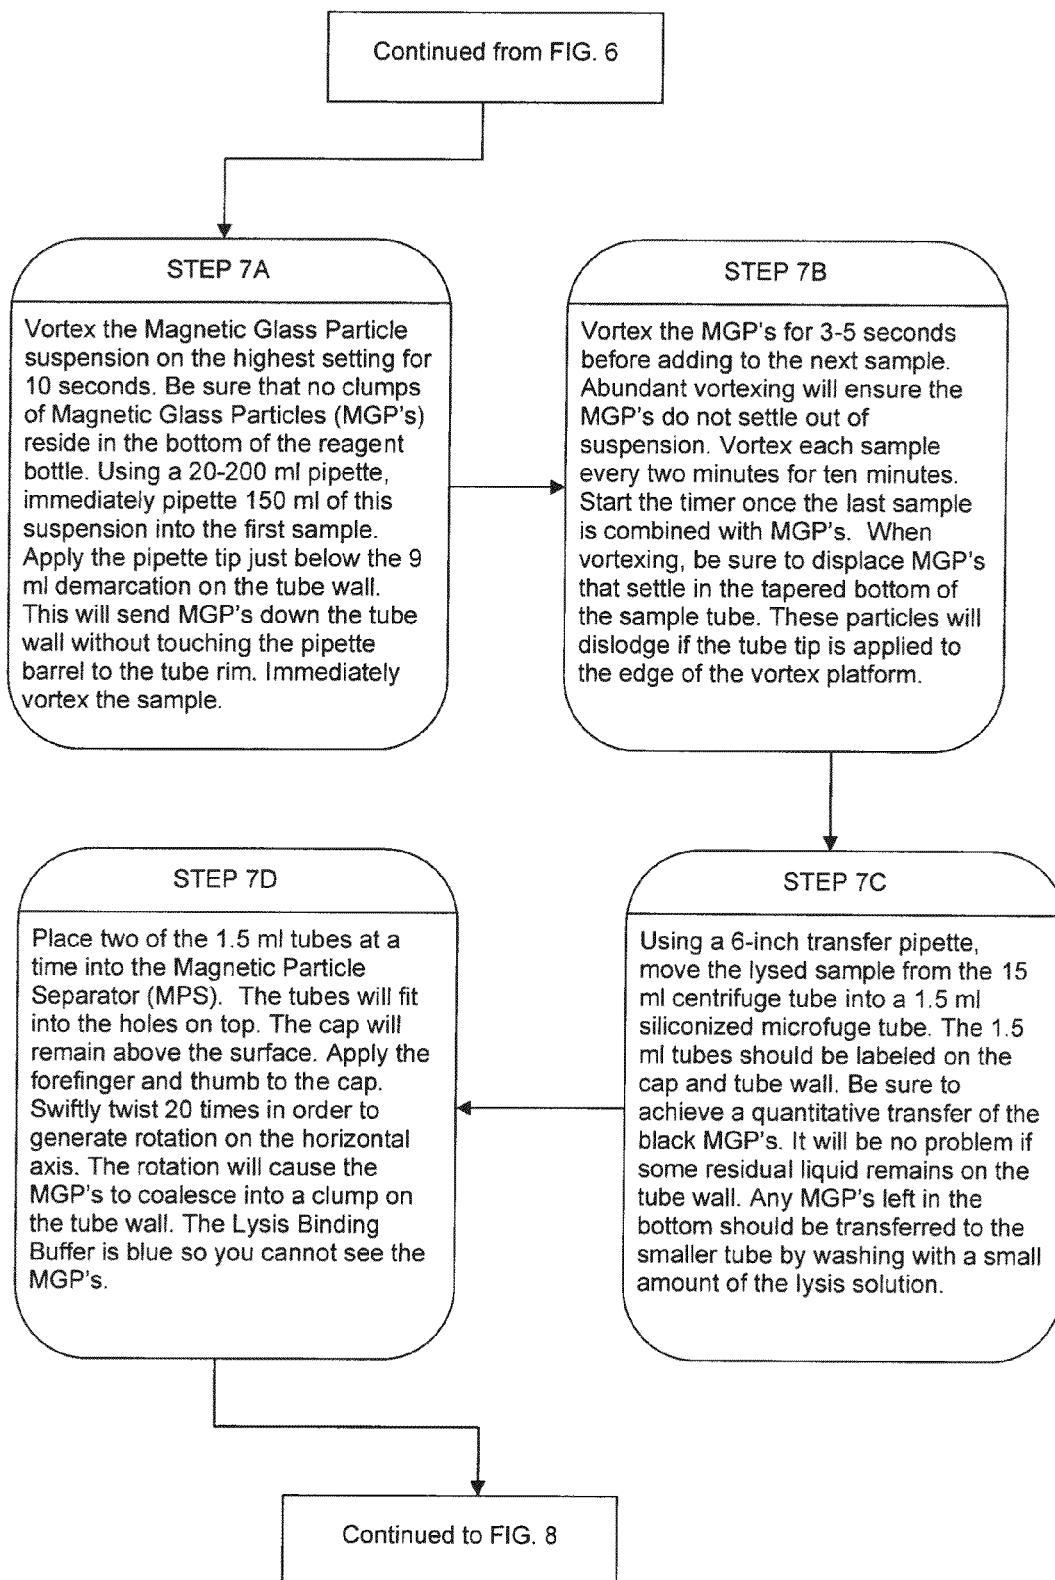 Continued from FIG. 6
STEP 7A
Vortex the Magnetic Glass Particle
suspension on the highest setting for
10 seconds. Be sure that no clumps
of Magnetic Glass Particles (MGP's)
reside in the bottom of the reagent
bottle. Using a 20-200 ml pipette,
immediately pipette 150 ml of this
suspension into the first sample.
Apply the pipette tip just below the 9
ml demarcation on the tube wall.
This will send MGP's down the tube
wall without touching the pipette
barrel to the tube rim. Immediately
vortex the sample.
STEP 7B
Vortex the MGP's for 3-5 seconds
before adding to the next sample.
Abundant vortexing will ensure the
MGP's do not settle out of
suspension. Vortex each sample
every two minutes for ten minutes.
Start the timer once the last sample
is combined with MGP's. When
vortexing, be sure to displace MGP's
that settle in the tapered bottom of
the sample tube. These particles will
dislodge if the tube tip is applied to
the edge of the vortex platform.
STEP 7C
Using a 6-inch transfer pipette,
move the lysed sample from the 15
ml centrifuge tube into a 1.5 ml
siliconized microfuge tube. The 1.5
ml tubes should be labeled on the
cap and tube wall. Be sure to
achieve a quantitative transfer of the
black MGP's. It will be no problem if
some residual liquid remains on the
tube wall. Any MGP's left in the
bottom should be transferred to the
smaller tube by washing with a small
amount of the lysis solution.
STEP 7D
Place two of the 1.5 ml tubes at a
time into the Magnetic Particle
Separator (MPS). The tubes will fit
into the holes on top. The cap will
remain above the surface. Apply the
forefinger and thumb to the cap.
Swiftly twist 20 times in order to
generate rotation on the horizontal
axis. The rotation will cause the
MGP's to coalesce into a clump on
the tube wall. The Lysis Binding
Buffer is blue so you cannot see the
MGP's.
Continued to FIG. 8